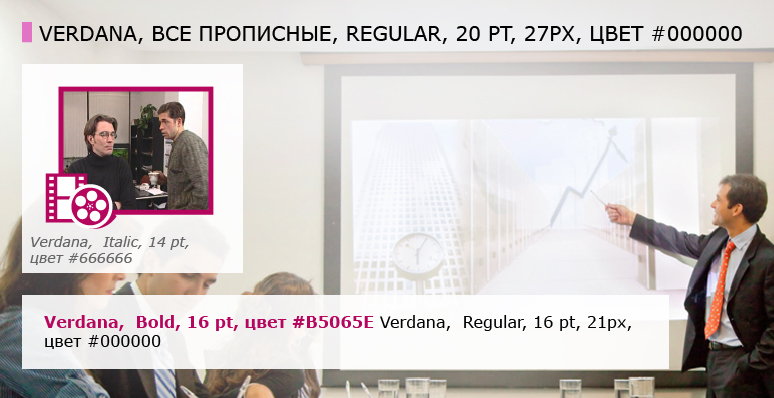 VERDANA, ВСЕ ПРОПИСНЫЕ, REGULAR, 20 PT, 27PX, ЦВЕТ #000000
Verdana, Italic, 14 pt,
цвет #666666
Verdana, Bold, 16 pt, цвет #B5065E Verdana, Regular, 16 pt, 21px,
цвет #000000